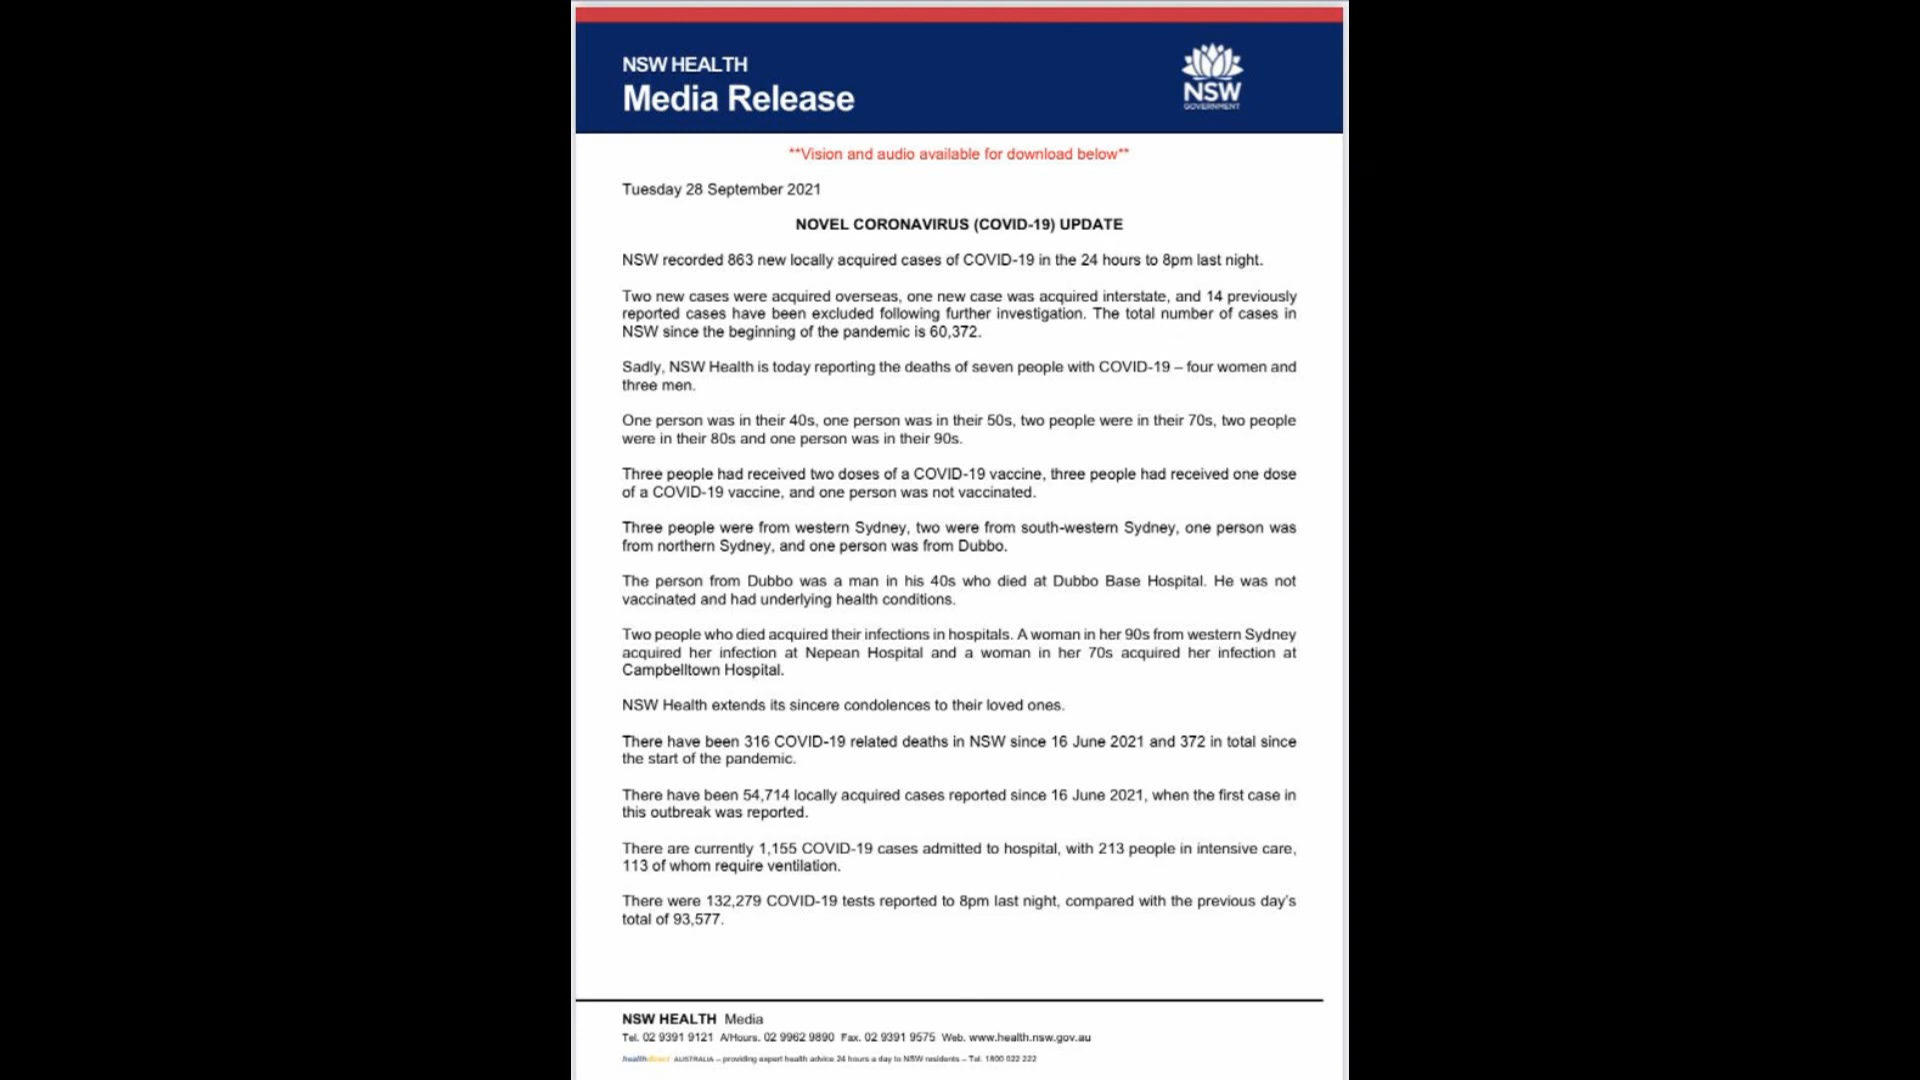 NSW HEALTH
Media Release
NSW
GOVERNMENT
**Vision and audio available for download below**
Tuesday 28 September 2021
NOVEL CORONAVIRUS (COVID-19) UPDATE
NSW recorded 863 new locally acquired cases of COVID-19 in the 24 hours to 8pm last night.
Two new cases were acquired overseas, one new case was acquired interstate, and 14 previously
reported cases have been excluded following further investigation. The total number of cases in
NSW since the beginning of the pandemic is 60,372.
Sadly, NSW Health is today reporting the deaths of seven people with COVID-19 – four women and
three men.
One person was in their 40s, one person was in their 50s, two people were in their 70s, two people
were in their 80s and one person was in their 90s.
Three people had received two doses of a COVID-19 vaccine, three people had received one dose
of a COVID-19 vaccine, and one person was not vaccinated.
Three people were from western Sydney, two were from south-western Sydney, one person was
from northern Sydney, and one person was from Dubbo.
The person from Dubbo was a man in his 40s who died at Dubbo Base Hospital. He was not
vaccinated and had underlying health conditions.
Two people who died acquired their infections in hospitals. A woman in her 90s from western Sydney
acquired her infection at Nepean Hospital and a woman in her 70s acquired her infection at
Campbelltown Hospital.
NSW Health extends its sincere condolences to their loved ones.
There have been 316 COVID-19 related deaths in NSW since 16 June 2021 and 372 in total since
the start of the pandemic.
There have been 54,714 locally acquired cases reported since 16 June 2021, when the first case in
this outbreak was reported.
There are currently 1,155 COVID-19 cases admitted to hospital, with 213 people in intensive care,
113 of whom require ventilation.
There were 132,279 COVID-19 tests reported to 8pm last night, compared with the previous day's
total of 93,577.
NSW HEALTH Media
Tel. 02 9391 9121 A/Hours. 02 9962 9890 Fax. 02 9391 9575 Web. www.health.nsw.gov.au
healthdirect AUSTRALIA – providing expert health advice 24 hours a day to NSW residents – Tel. 1800 022 222